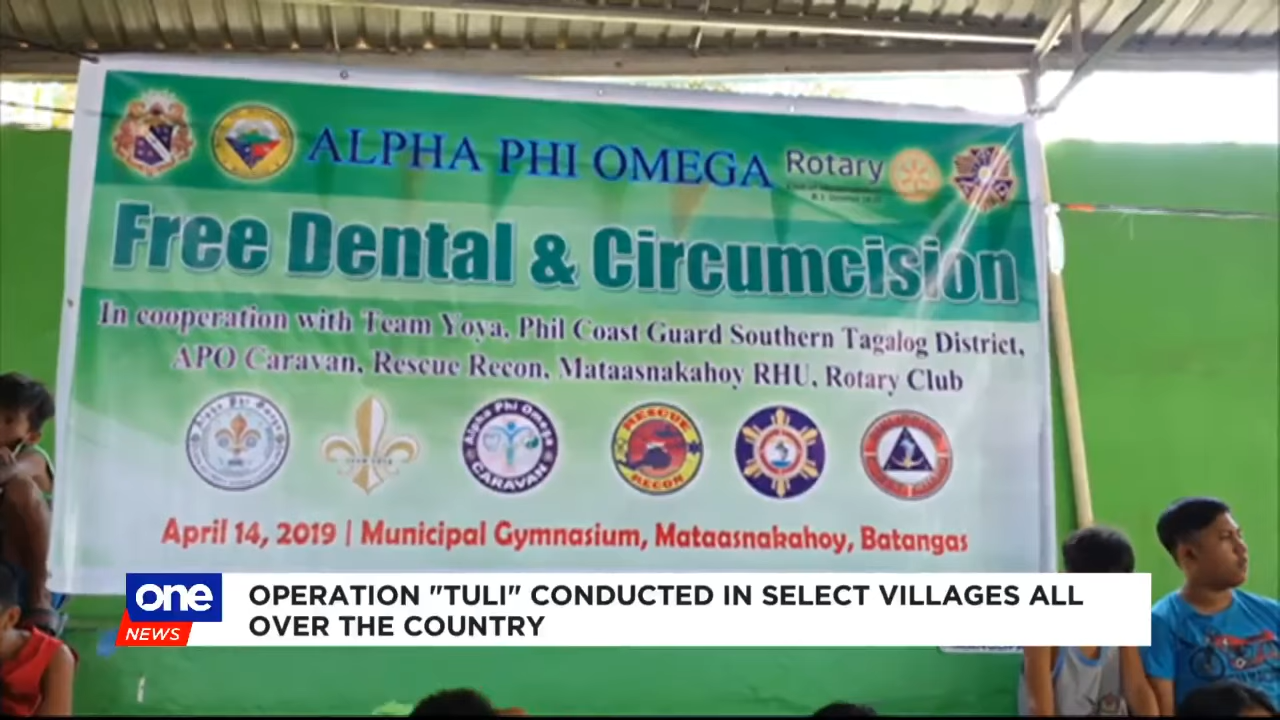 ALPHA PHI OMEGA
Rotary
Free Dental & Circumcision
In cooperation with Team Yoya, Phil Coast Guard Southern Tagalog District,
APO Caravan, Rescue Recon, Mataasnakahoy RHU, Rotary Club
Alpha Phi Omega
CARAVAN
RESCUE
RECON
April 14, 2019 | Municipal Gymnasium, Mataasnakahoy, Batangas
one
NEWS
OPERATION "TULI" CONDUCTED IN SELECT VILLAGES ALL
OVER THE COUNTRY